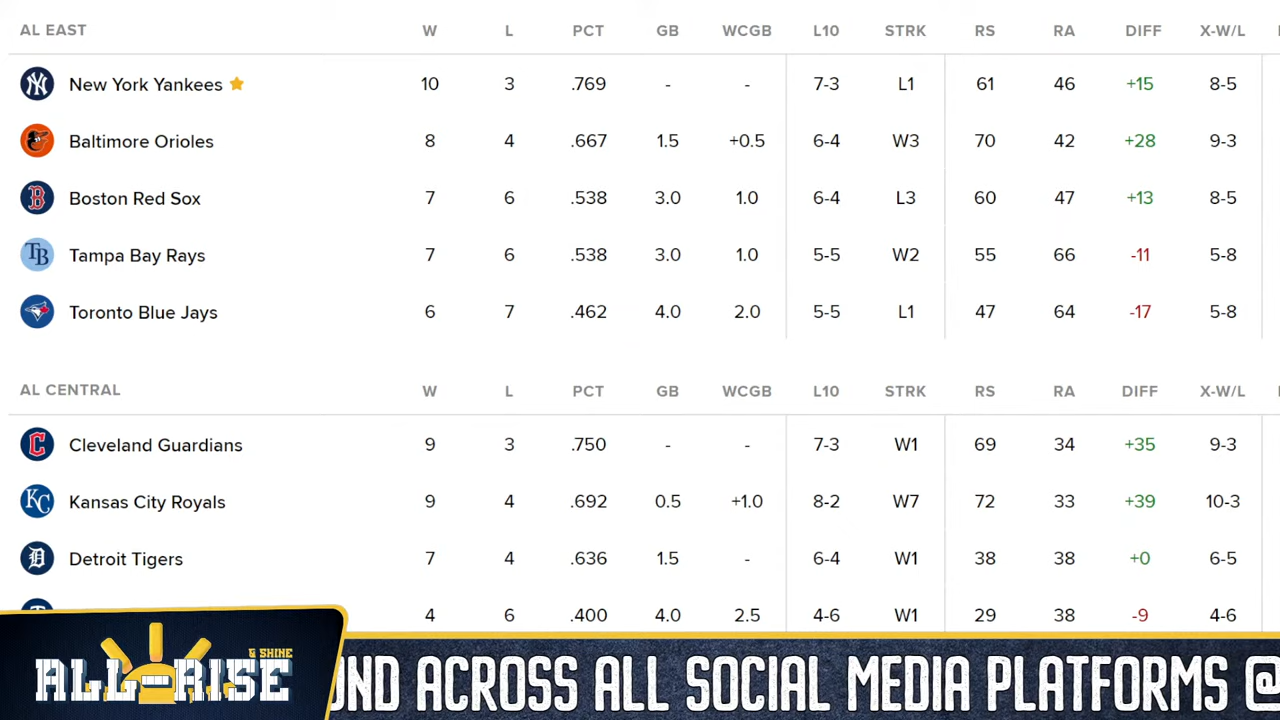 AL EAST W L PCT GB WCGB L10 STRK RS RA DIFF X-W/L
New York Yankees 10 3 .769 - - 7-3 L1 61 46 +15 8-5
Baltimore Orioles 8 4 .667 1.5 +0.5 6-4 W3 70 42 +28 9-3
Boston Red Sox 7 6 .538 3.0 1.0 6-4 L3 60 47 +13 8-5
Tampa Bay Rays 7 6 .538 3.0 1.0 5-5 W2 55 66 -11 5-8
Toronto Blue Jays 6 7 .462 4.0 2.0 5-5 L1 47 64 -17 5-8
AL CENTRAL W L PCT GB WCGB L10 STRK RS RA DIFF X-W/L
Cleveland Guardians 9 3 .750 - - 7-3 W1 69 34 +35 9-3
Kansas City Royals 9 4 .692 0.5 +1.0 8-2 W7 72 33 +39 10-3
Detroit Tigers 7 4 .636 1.5 - 6-4 W1 38 38 +0 6-5
4 6 .400 4.0 2.5 4-6 W1 29 38 -9 4-6
& SHINE
ALL-RISE
ACROSS ALL SOCIAL MEDIA PLATFORMS @